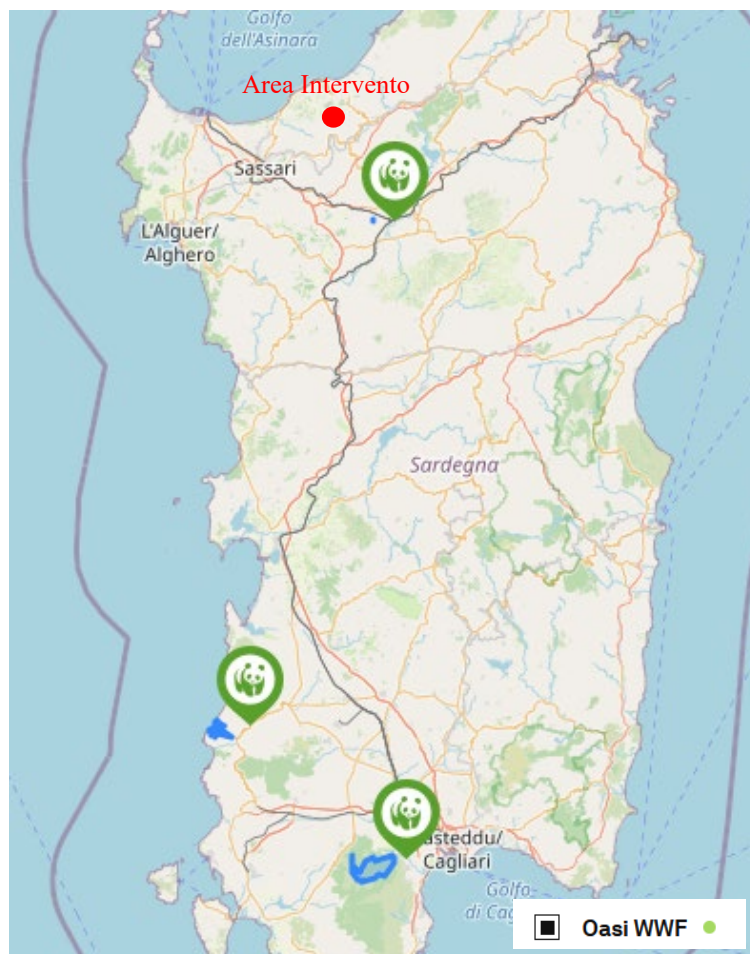 Golfo
dell'Asinara
Area Intervento
Sassari
L'Alguer/
Alghero
Sardegna
asteddu/
Cagliari
Golfo
di Cag
Oasi WWF